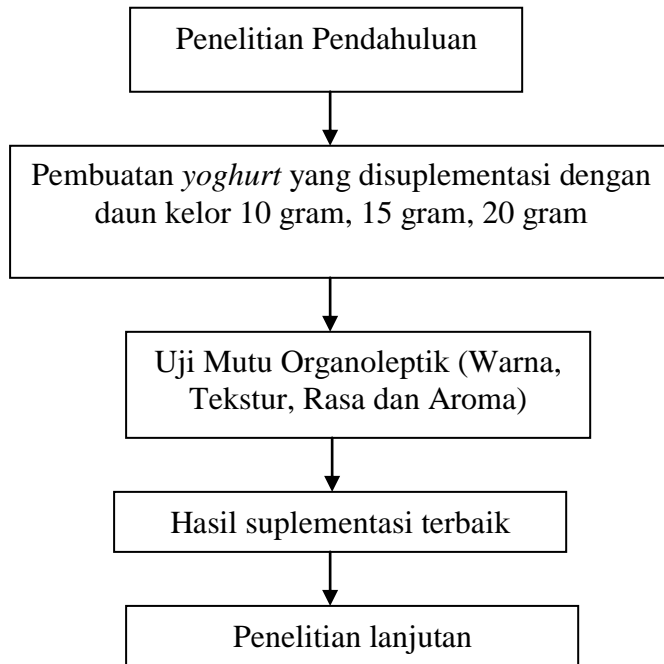 Penelitian Pendahuluan
Pembuatan yoghurt yang disuplementasi dengan
daun kelor 10 gram, 15 gram, 20 gram
Uji Mutu Organoleptik (Warna,
Tekstur, Rasa dan Aroma)
Hasil suplementasi terbaik
Penelitian lanjutan